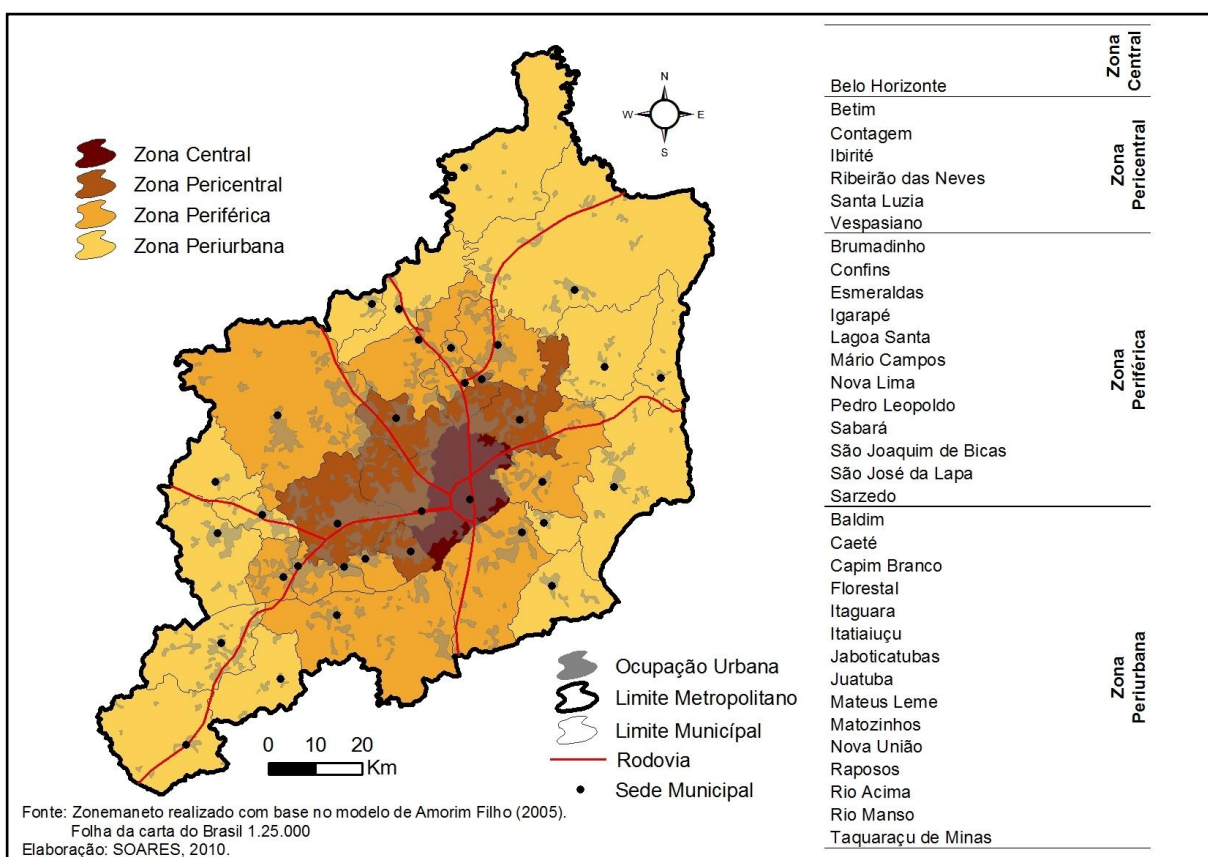 N
W
E
S
Zona Central
Zona Pericentral
Zona Periférica
Zona Periurbana
Ocupação Urbana
Limite Metropolitano
Limite Municípal
Rodovia
Sede Municipal
0 10 20
Km
Fonte: Zonemaneto realizado com base no modelo de Amorim Filho (2005).
Folha da carta do Brasil 1.25.000
Elaboração: SOARES, 2010.
Zona
Central
Belo Horizonte
Zona
Pericentral
Betim
Contagem
Ibirité
Ribeirão das Neves
Santa Luzia
Vespasiano
Zona
Periférica
Brumadinho
Confins
Esmeraldas
Igarapé
Lagoa Santa
Mário Campos
Nova Lima
Pedro Leopoldo
Sabará
São Joaquim de Bicas
São José da Lapa
Sarzedo
Zona
Periurbana
Baldim
Caeté
Capim Branco
Florestal
Itaguara
Itatiaiuçu
Jaboticatubas
Juatuba
Mateus Leme
Matozinhos
Nova União
Raposos
Rio Acima
Rio Manso
Taquaraçu de Minas